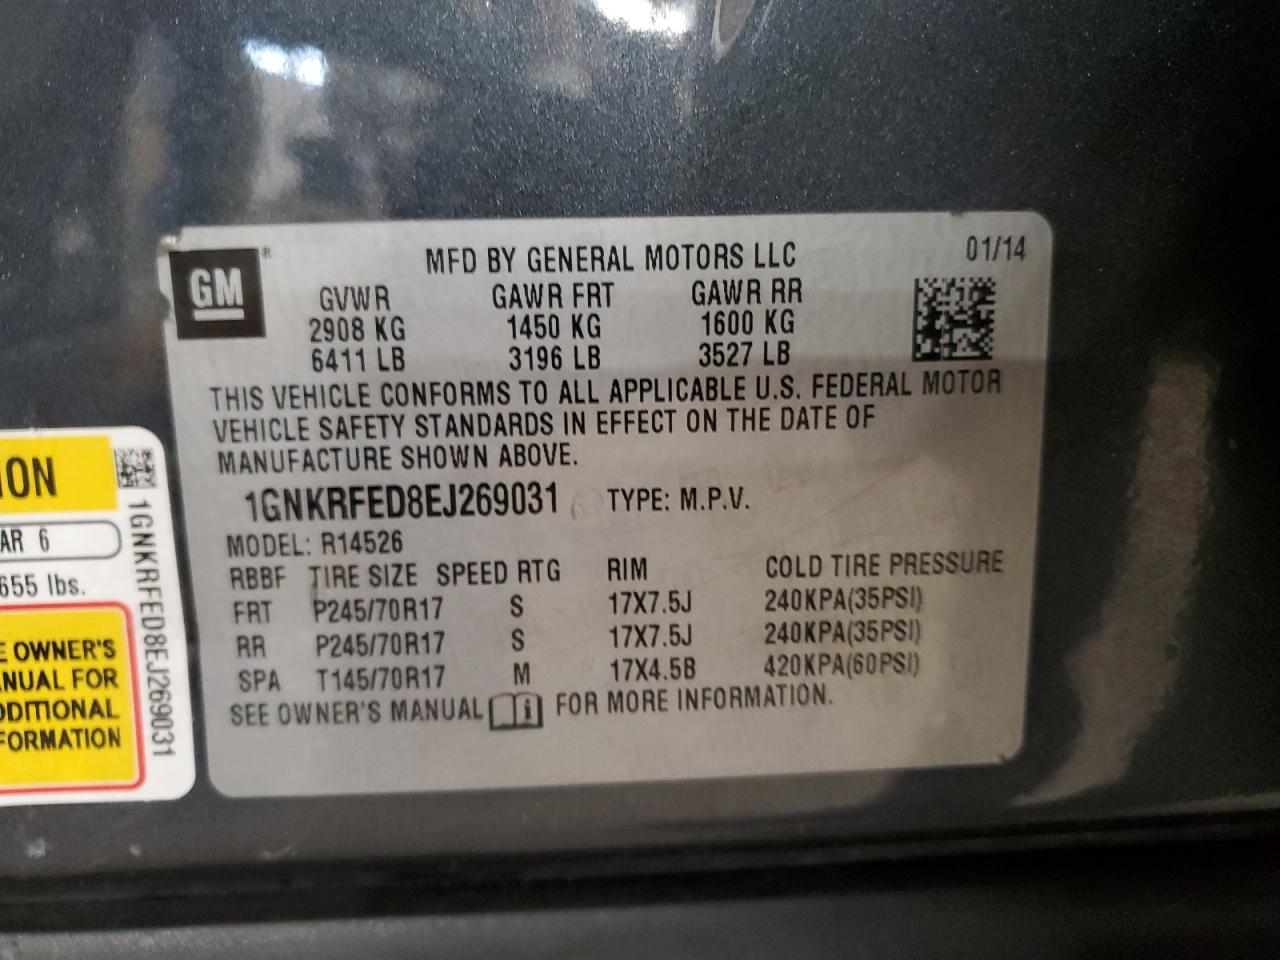 GM ®
MFD BY GENERAL MOTORS LLC 01/14
GVWR GAWR FRT GAWR RR
2908 KG 1450 KG 1600 KG
6411 LB 3196 LB 3527 LB
THIS VEHICLE CONFORMS TO ALL APPLICABLE U.S. FEDERAL MOTOR
VEHICLE SAFETY STANDARDS IN EFFECT ON THE DATE OF
MANUFACTURE SHOWN ABOVE.
1GNKRFED8EJ269031 TYPE: M.P.V.
MODEL: R14526
RBBF TIRE SIZE SPEED RTG RIM COLD TIRE PRESSURE
FRT P245/70R17 S 17X7.5J 240KPA(35PSI)
RR P245/70R17 S 17X7.5J 240KPA(35PSI)
SPA T145/70R17 M 17X4.5B 420KPA(60PSI)
SEE OWNER'S MANUAL i FOR MORE INFORMATION.
ION
AR 6
655 lbs.
E OWNER'S
NUAL FOR
DDITIONAL
FORMATION
1GNKRFED8EJ269031